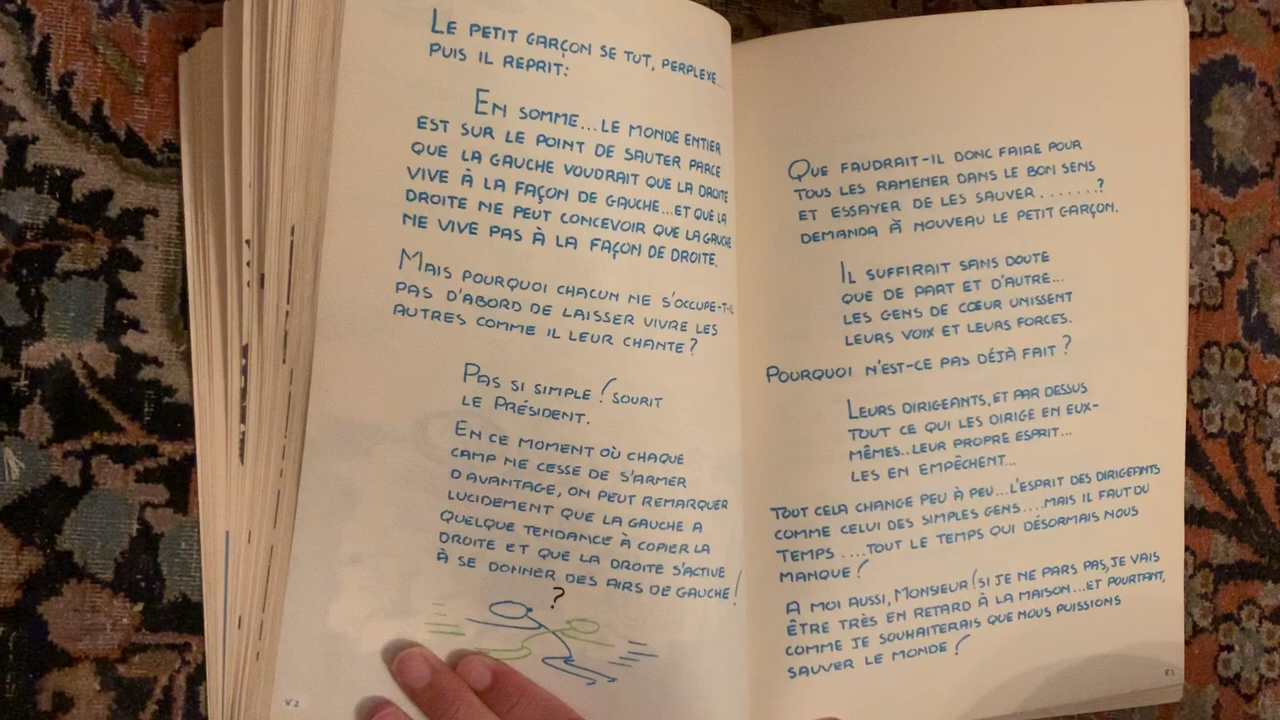 LE PETIT GARÇON SE TUT, PERPLEXE
PUIS IL REPRIT:
EN SOMME...LE MONDE ENTIER
EST SUR LE POINT DE SAUTER PARCE
QUE LA GAUCHE VOUDRAIT QUE LA DROITE
VIVE À LA FAÇON DE GAUCHE...ET QUE LA
DROITE NE PEUT CONCEVOIR QUE LA GAUCHE
NE VIVE PAS À LA FAÇON DE DROITE.
MAIS POURQUOI CHACUN NE S'OCCUPE-T-IL
PAS D'ABORD DE LAISSER VIVRE LES
AUTRES COMME IL LEUR CHANTE?
PAS SI SIMPLE! SOURIT
LE PRÉSIDENT.
EN CE MOMENT OÙ CHAQUE
CAMP NE CESSE DE S'ARMER
D'AVANTAGE, ON PEUT REMARQUER
LUCIDEMENT QUE LA GAUCHE A
QUELQUE TENDANCE À COPIER LA
DROITE ET QUE LA DROITE S'ACTIVE
À SE DONNER DES AIRS DE GAUCHE!
?
QUE FAUDRAIT-IL DONC FAIRE POUR
TOUS LES RAMENER DANS LE BON SENS
ET ESSAYER DE LES SAUVER.......?
DEMANDA À NOUVEAU LE PETIT GARÇON.
IL SUFFIRAIT SANS DOUTE
QUE DE PART ET D'AUTRE...
LES GENS DE CŒUR UNISSENT
LEURS VOIX ET LEURS FORCES.
POURQUOI N'EST-CE PAS DÉJÀ FAIT?
LEURS DIRIGEANTS, ET PAR DESSUS
TOUT CE QUI LES DIRIGE EN EUX-
MÊMES..LEUR PROPRE ESPRIT...
LES EN EMPÊCHENT...
TOUT CELA CHANGE PEU À PEU...L'ESPRIT DES DIRIGEANTS
COMME CELUI DES SIMPLES GENS....MAIS IL FAUT DU
TEMPS....TOUT LE TEMPS QUI DÉSORMAIS NOUS
MANQUE!
A MOI AUSSI, MONSIEUR! SI JE NE PARS PAS, JE VAIS
ÊTRE TRÈS EN RETARD À LA MAISON...ET POURTANT,
COMME JE SOUHAITERAIS QUE NOUS PUISSIONS
SAUVER LE MONDE!